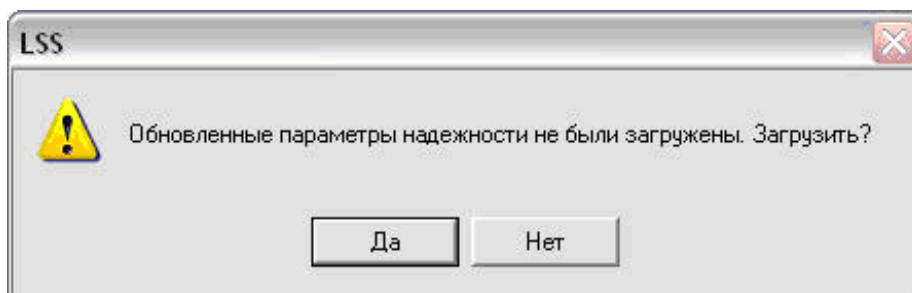 LSS
Обновленные параметры надежности не были загружены. Загрузить?
Да
Нет